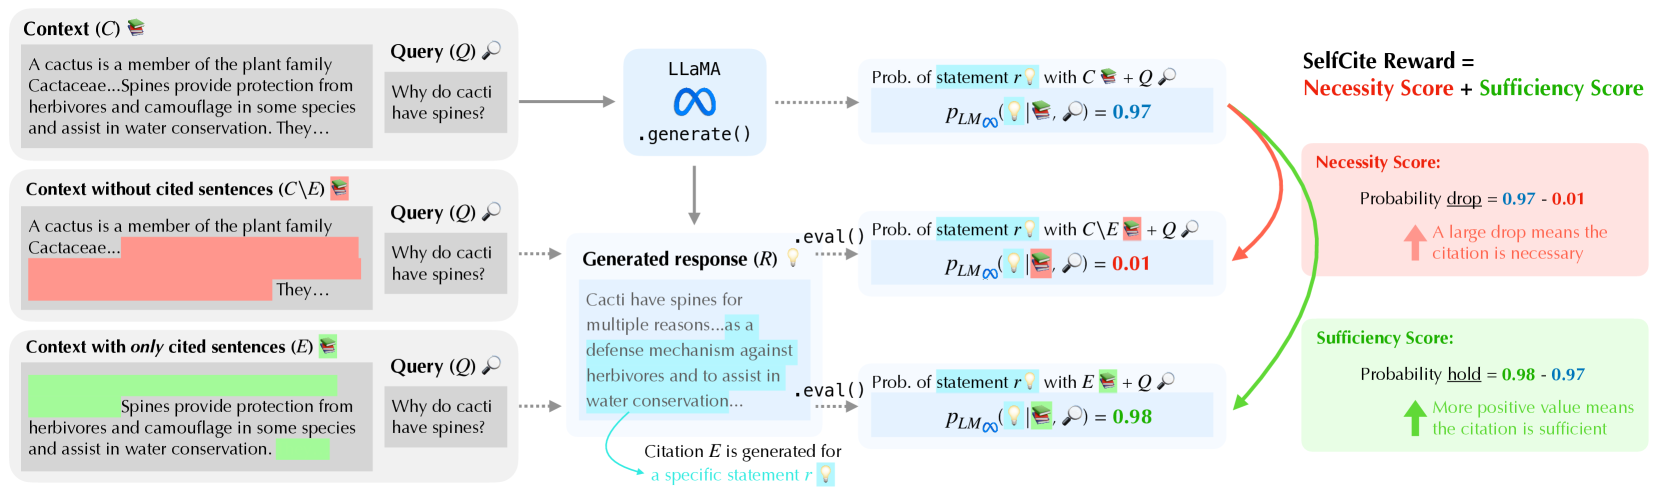 Context (C)
A cactus is a member of the plant family
Cactaceae...Spines provide protection from
herbivores and camouflage in some species
and assist in water conservation. They...
Query (Q)
Why do cacti
have spines?
LLaMA
.generate()
Prob. of statement r with C + Q
pLM( | , ) = 0.97
SelfCite Reward =
Necessity Score + Sufficiency Score
Context without cited sentences (C\E)
A cactus is a member of the plant family
Cactaceae...
They...
Query (Q)
Why do cacti
have spines?
Generated response (R)
Cacti have spines for
multiple reasons...as a
defense mechanism against
herbivores and to assist in
water conservation...
.eval()
Prob. of statement r with C\E + Q
pLM( | , ) = 0.01
Necessity Score:
Probability drop = 0.97 - 0.01
A large drop means the
citation is necessary
Context with only cited sentences (E)
Spines provide protection from
herbivores and camouflage in some species
and assist in water conservation.
Query (Q)
Why do cacti
have spines?
.eval()
Prob. of statement r with E + Q
pLM( | , ) = 0.98
Sufficiency Score:
Probability hold = 0.98 - 0.97
More positive value means
the citation is sufficient
Citation E is generated for
a specific statement r